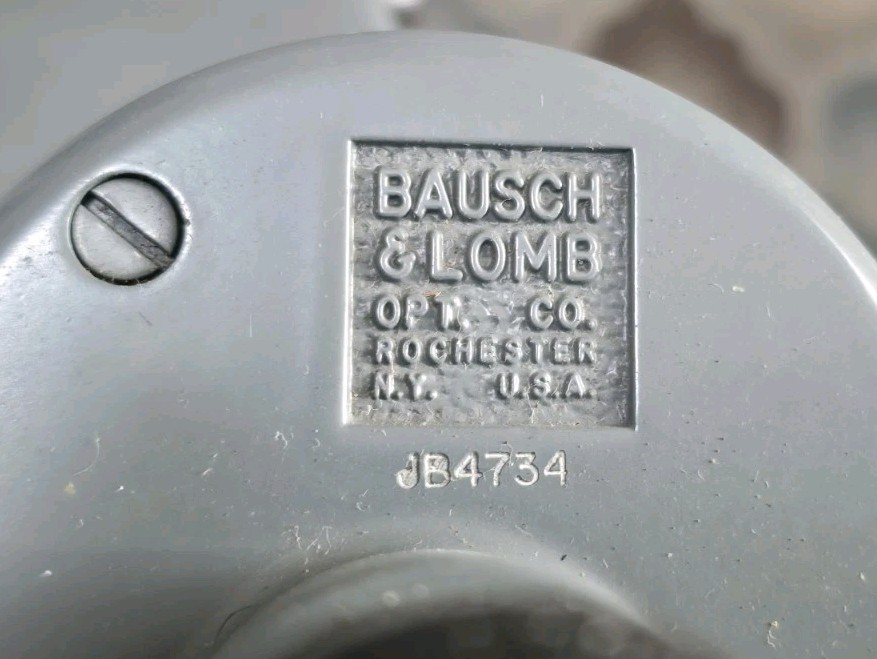 BAUSCH
& LOMB
OPT. CO.
ROCHESTER
N.Y. U.S.A.
JB4734